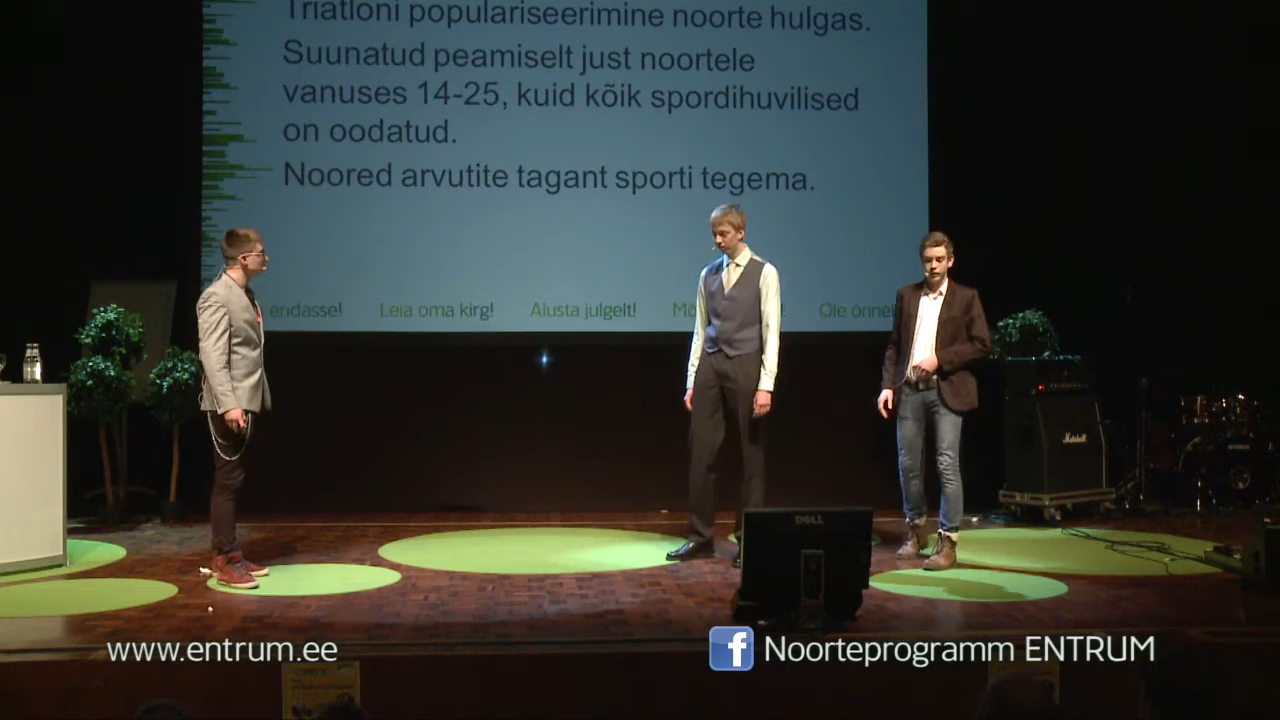 Triatloni populariseerimine noorte hulgas.
Suunatud peamiselt just noortele
vanuses 14-25, kuid kõik spordihuvilised
on oodatud.
Noored arvutite tagant sporti tegema.
endasse! Leia oma kirg! Alusta julgelt! Ole
Marshall
DELL
www.entrum.ee
f Noorteprogramm ENTRUM